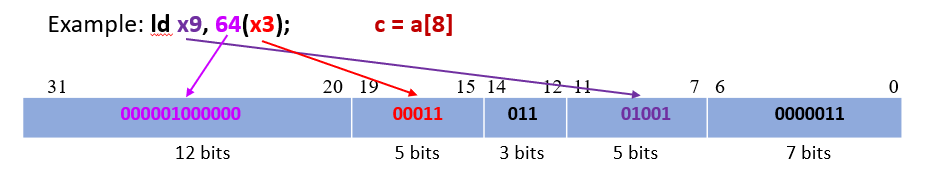 Example: ld x9, 64(x3); c = a[8]
31 20 19 15 14 12 11 7 6 0
000001000000 00011 011 01001 0000011
12 bits 5 bits 3 bits 5 bits 7 bits